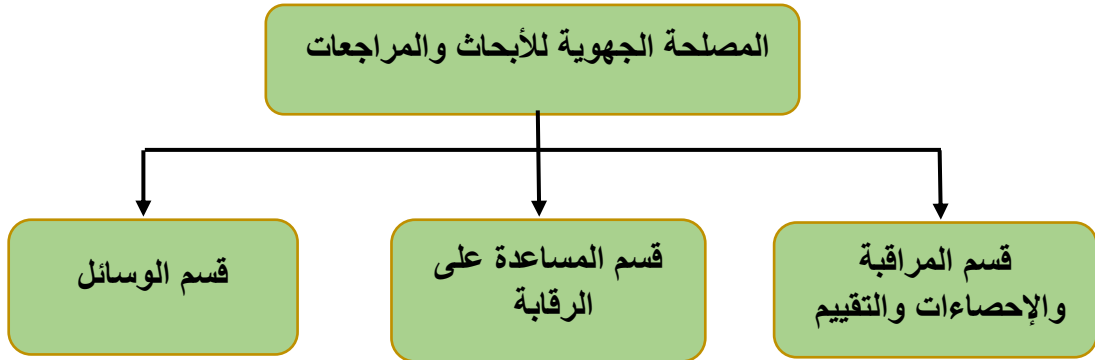 المصلحة الجهوية للأبحاث والمراجعات
قسم المراقبة
والإحصاءات والتقييم
قسم المساعدة على
الرقابة
قسم الوسائل